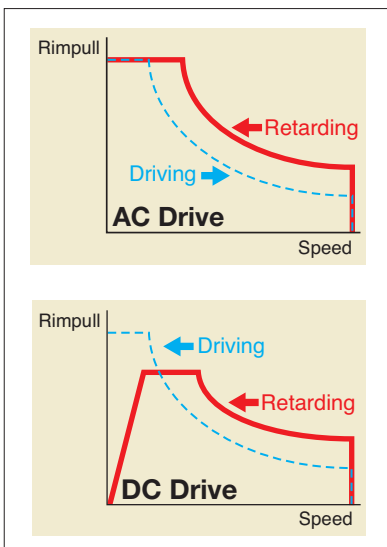 Rimpull
Retarding
Driving
AC Drive
Speed
Rimpull
Driving
Retarding
DC Drive
Speed